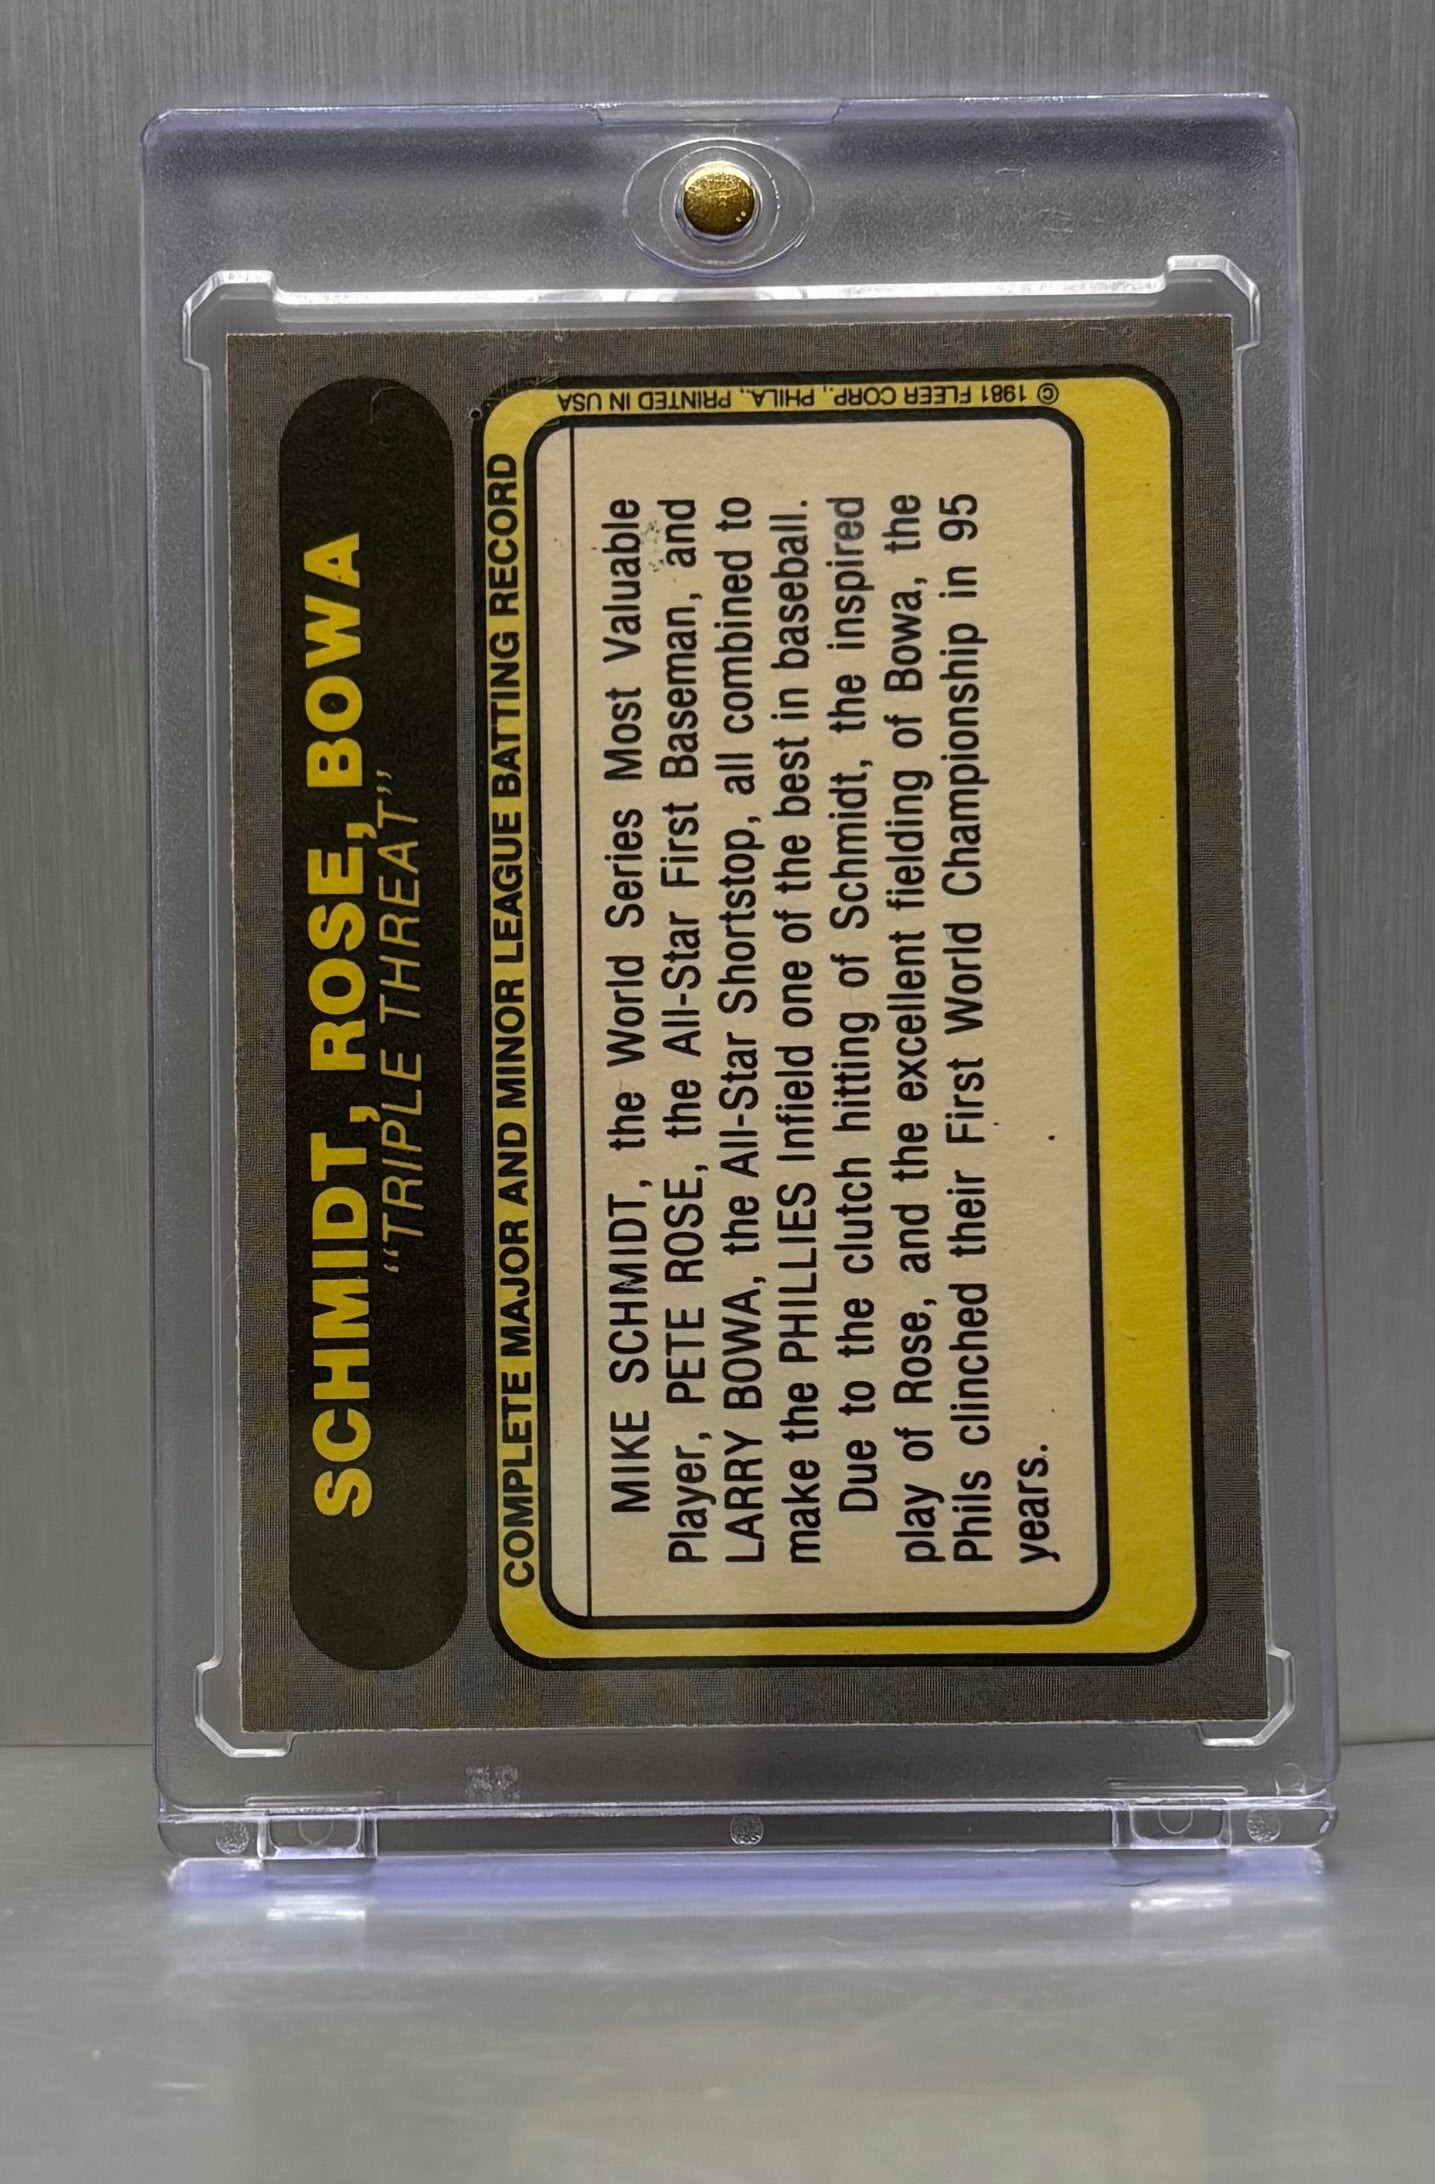 SCHMIDT, ROSE, BOWA
"TRIPLE THREAT"
COMPLETE MAJOR AND MINOR LEAGUE BATTING RECORD
MIKE SCHMIDT, the World Series Most Valuable
Player, PETE ROSE, the All-Star First Baseman, and
LARRY BOWA, the All-Star Shortstop, all combined to
make the PHILLIES Infield one of the best in baseball.
Due to the clutch hitting of Schmidt, the inspired
play of Rose, and the excellent fielding of Bowa, the
Phils clinched their First World Championship in 95
years.
© 1981 FLEER CORP., PHILA., PRINTED IN USA